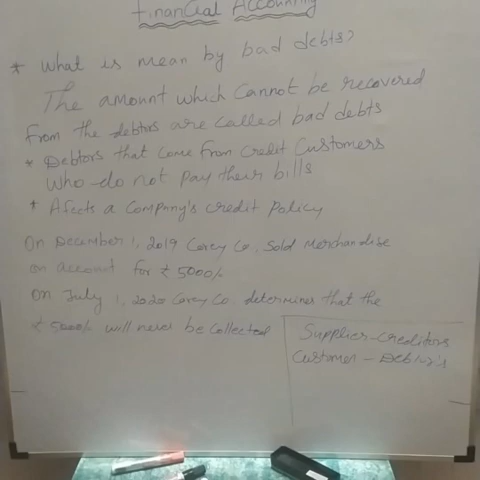 Financial Accounting
* What is mean by bad debts?
The amount which cannot be recovered
from the debtors are called bad debts
* Debtors that come from credit customers
who do not pay their bills
* Afects a company's credit policy
On December 1, 2019 Corey Co. sold merchandise
on account for ₹ 5000/-
On July 1, 2020 Corey Co determines that the
₹ 5000/- will never be collected
Supplier - creditors
Customer - Debtor's